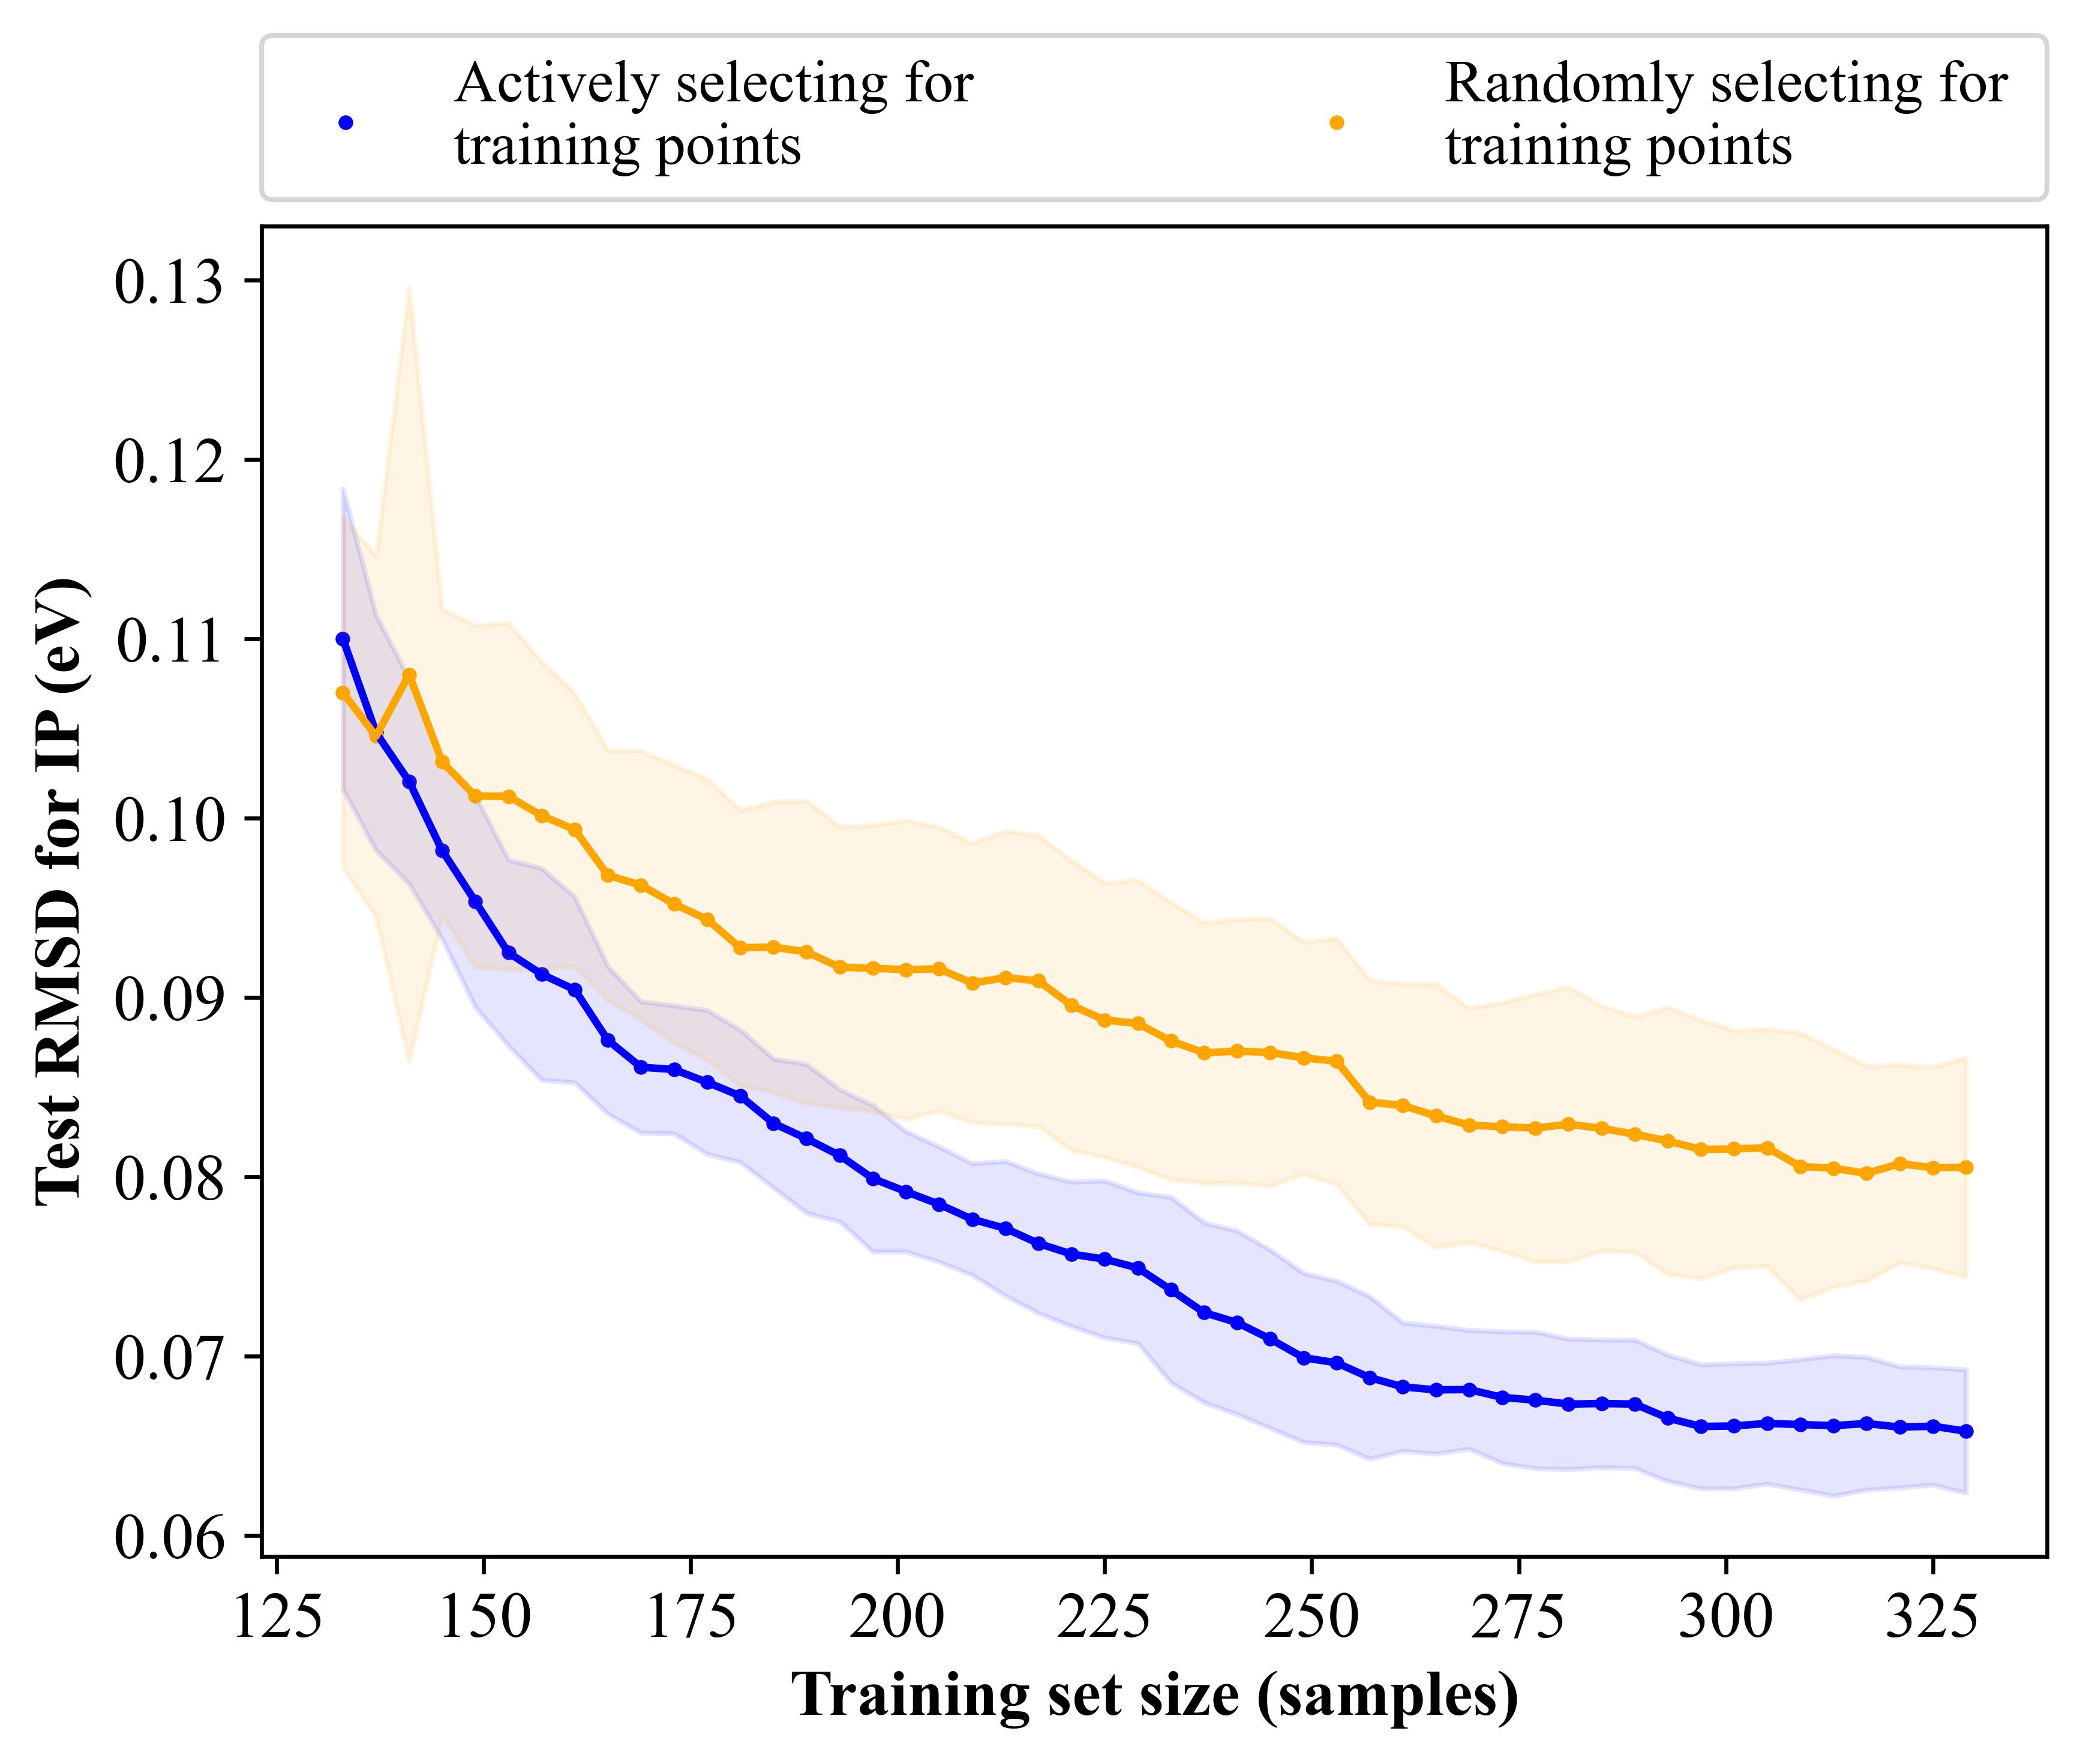 Actively selecting for
training points
Randomly selecting for
training points
0.13
0.12
0.11
0.10
0.09
0.08
0.07
0.06
Test RMSD for IP (eV)
125 150 175 200 225 250 275 300 325
Training set size (samples)